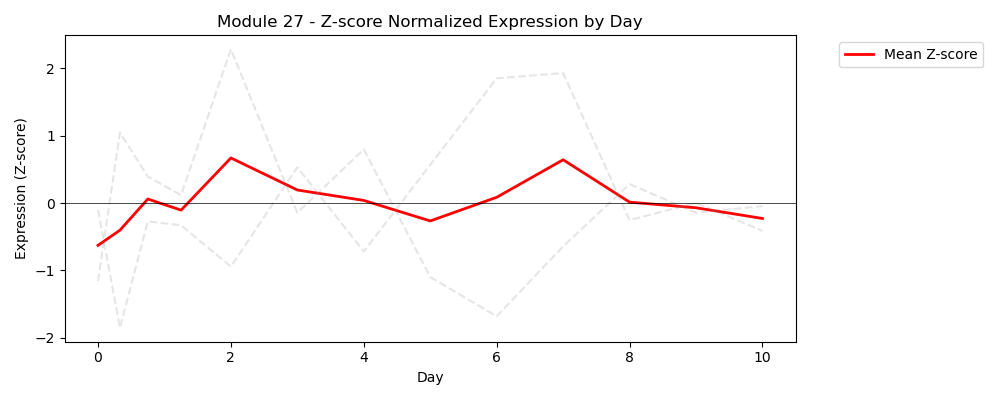 Module 27 - Z-score Normalized Expression by Day
Mean Z-score
Expression (Z-score)
2
1
0
−1
−2
0 2 4 6 8 10
Day